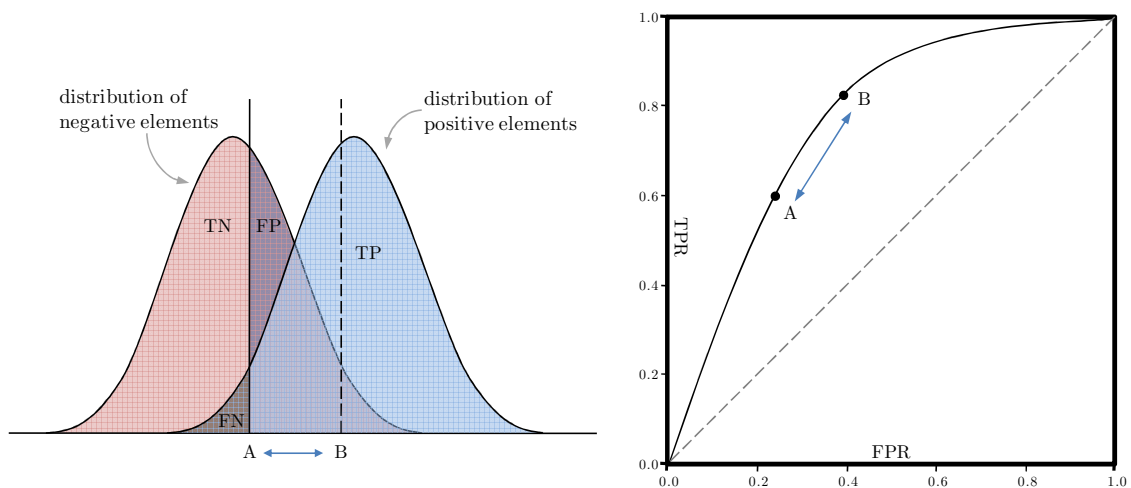 distribution of
negative elements
distribution of
positive elements
TN
FP
TP
FN
A
B
1.0
0.8
0.6
0.4
0.2
0.0
TPR
B
A
FPR
0.0
0.2
0.4
0.6
0.8
1.0